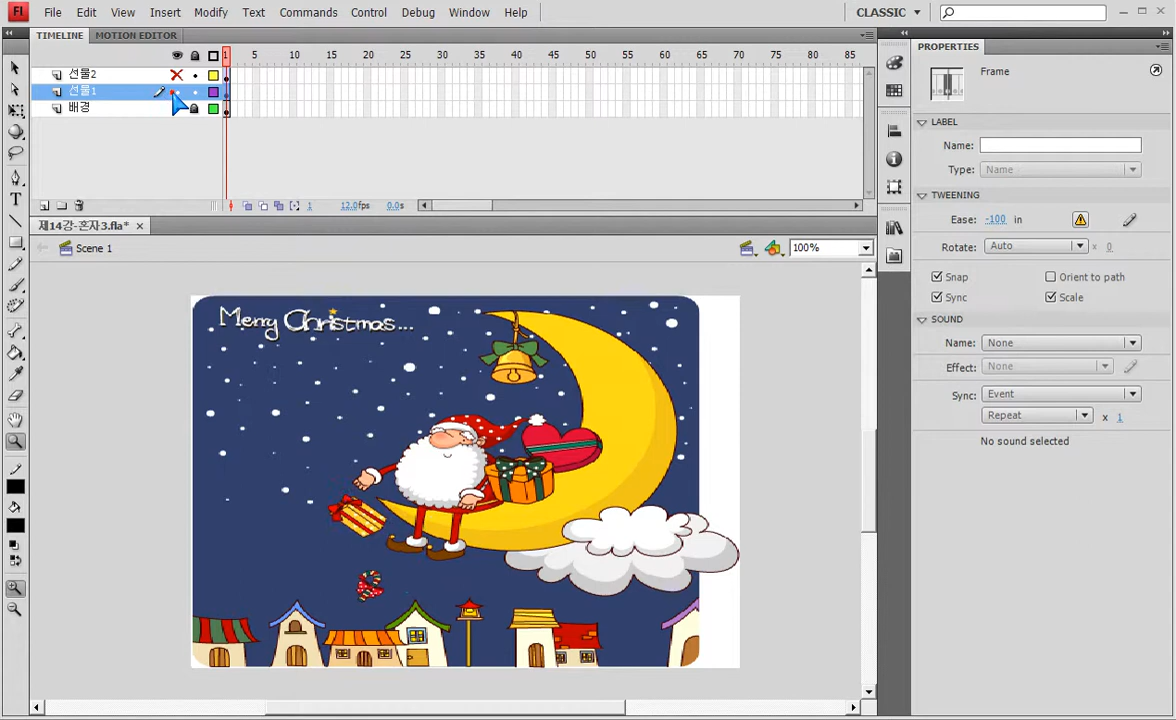 Fl File Edit View Insert Modify Text Commands Control Debug Window Help CLASSIC
TIMELINE MOTION EDITOR
1 5 10 15 20 25 30 35 40 45 50 55 60 65 70 75 80 85
선물2
선물1
배경
1 12.0fps 0.0s
제14강-혼자3.fla* ×
Scene 1
100%
Merry Christmas...
PROPERTIES
Frame
LABEL
Name:
Type: Name
TWEENING
Ease: -100 in
Rotate: Auto x 0
Snap Orient to path
Sync Scale
SOUND
Name: None
Effect: None
Sync: Event
Repeat x 1
No sound selected